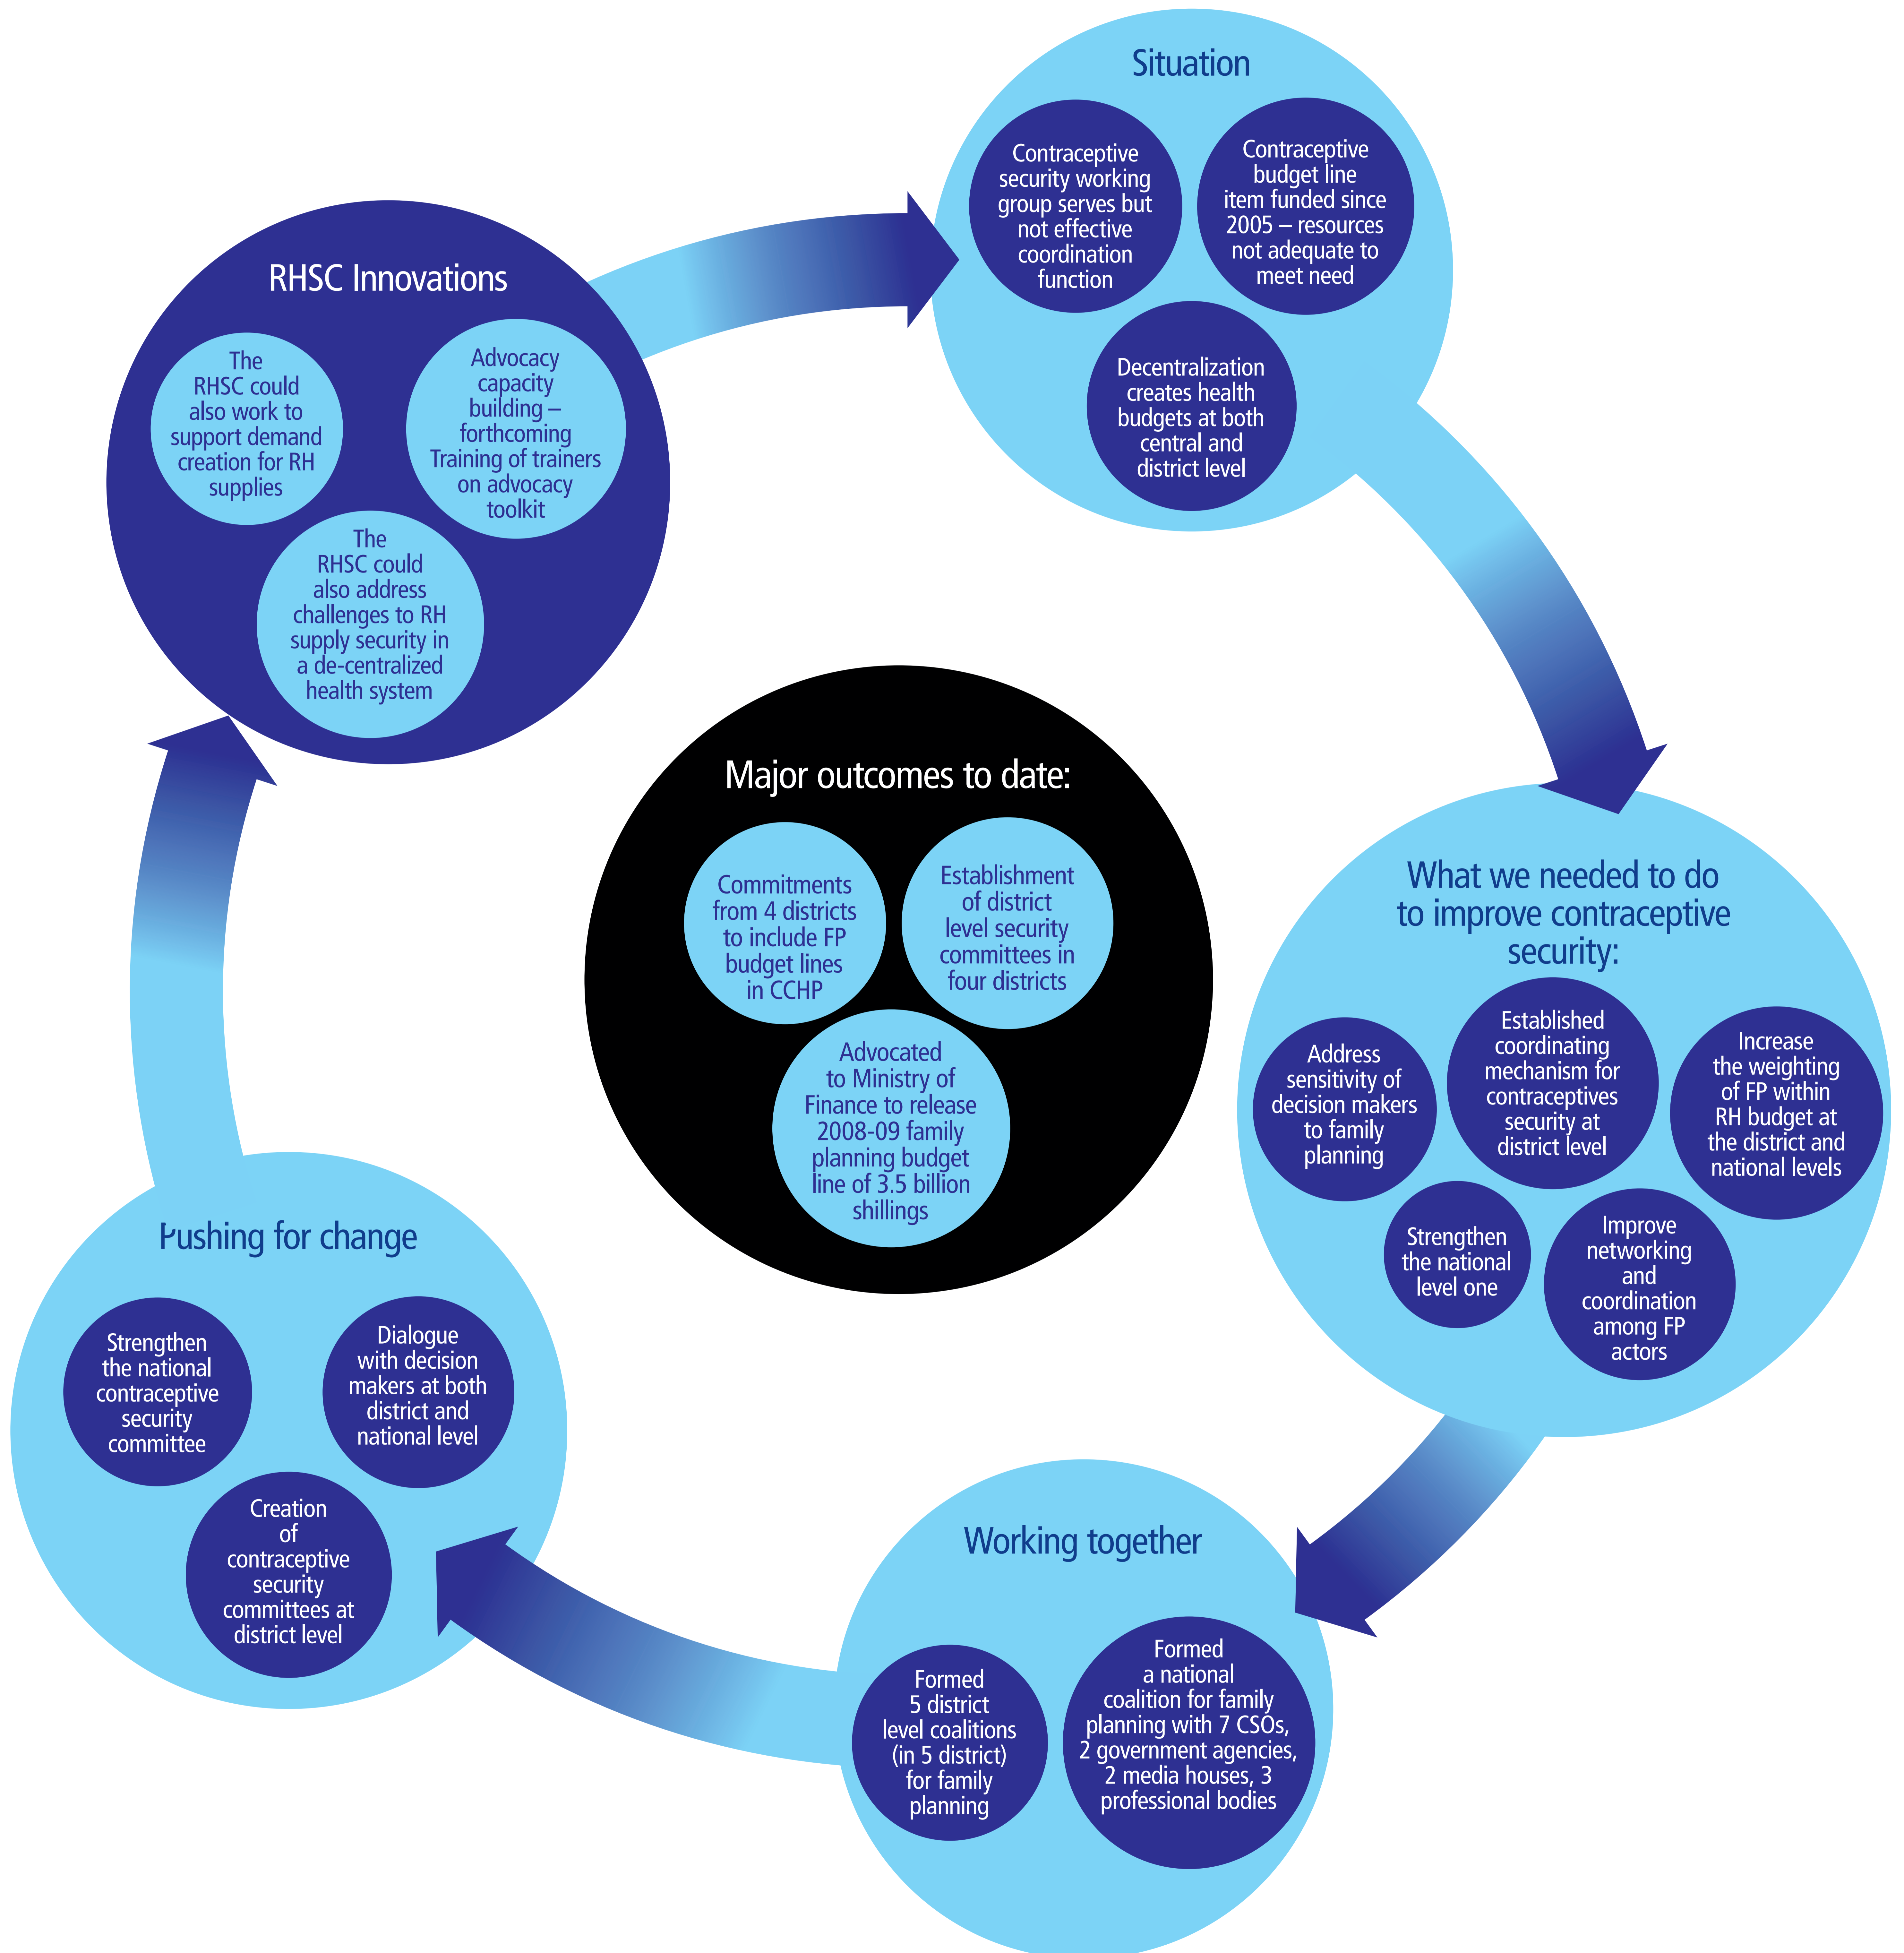 Situation
Contraceptive
security working
group serves but
not effective
coordination
function
Contraceptive
budget line
item funded since
2005 – resources
not adequate to
meet need
Decentralization
creates health
budgets at both
central and
district level
What we needed to do
to improve contraceptive
security:
Address
sensitivity of
decision makers
to family
planning
Established
coordinating
mechanism for
contraceptives
security at
district level
Increase
the weighting
of FP within
RH budget at
the district and
national levels
Strengthen
the national
level one
Improve
networking
and
coordination
among FP
actors
Working together
Formed
5 district
level coalitions
(in 5 district)
for family
planning
Formed
a national
coalition for family
planning with 7 CSOs,
2 government agencies,
2 media houses, 3
professional bodies
Pushing for change
Strengthen
the national
contraceptive
security
committee
Dialogue
with decision
makers at both
district and
national level
Creation
of
contraceptive
security
committees at
district level
RHSC Innovations
The
RHSC could
also work to
support demand
creation for RH
supplies
Advocacy
capacity
building –
forthcoming
Training of trainers
on advocacy
toolkit
The
RHSC could
also address
challenges to RH
supply security in
a de-centralized
health system
Major outcomes to date:
Commitments
from 4 districts
to include FP
budget lines
in CCHP
Establishment
of district
level security
committees in
four districts
Advocated
to Ministry of
Finance to release
2008-09 family
planning budget
line of 3.5 billion
shillings